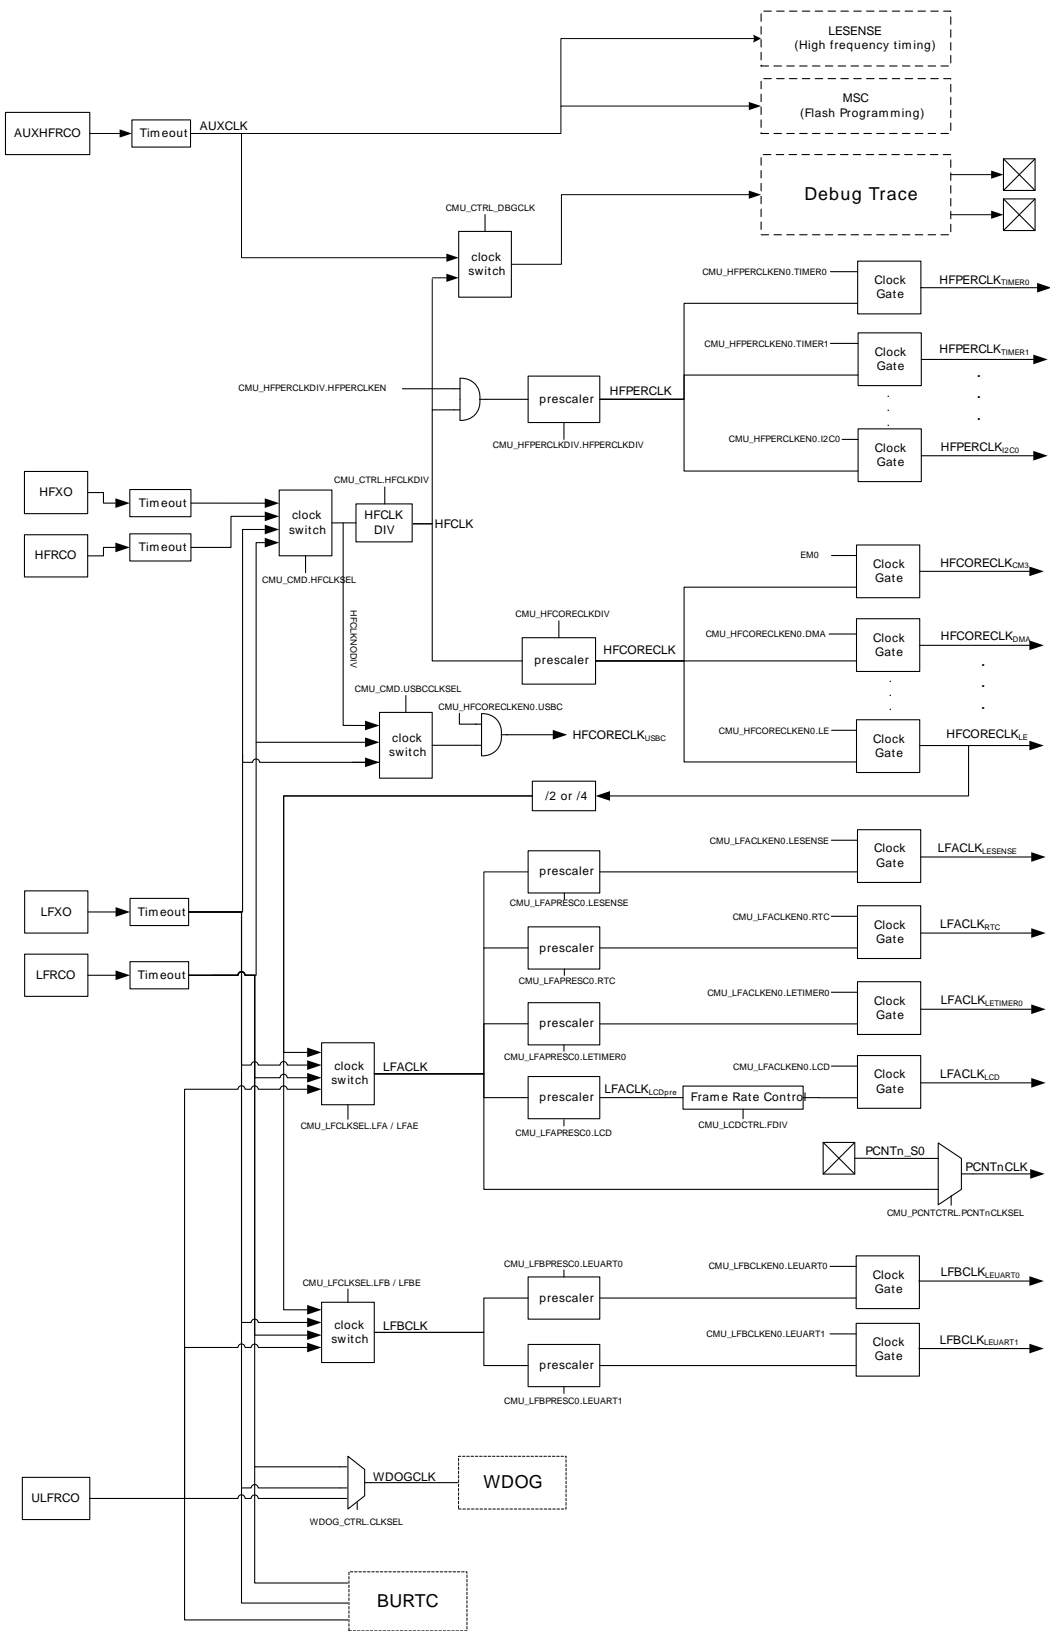 LESENSE
(High frequency timing)
MSC
(Flash Programming)
AUXHFRCO
Timeout
AUXCLK
Debug Trace
CMU_CTRL_DBGCLK
clock
switch
CMU_HFPERCLKEN0.TIMER0
Clock
Gate
HFPERCLKTIMER0
CMU_HFPERCLKEN0.TIMER1
Clock
Gate
HFPERCLKTIMER1
CMU_HFPERCLKDIV.HFPERCLKEN
prescaler
HFPERCLK
CMU_HFPERCLKDIV.HFPERCLKDIV
CMU_HFPERCLKEN0.I2C0
Clock
Gate
HFPERCLKI2C0
HFXO
Timeout
HFRCO
Timeout
clock
switch
CMU_CMD.HFCLKSEL
CMU_CTRL.HFCLKDIV
HFCLK
DIV
HFCLK
HFCLKNODIV
EM0
Clock
Gate
HFCORECLKCM3
CMU_HFCORECLKDIV
prescaler
HFCORECLK
CMU_HFCORECLKEN0.DMA
Clock
Gate
HFCORECLKDMA
CMU_CMD.USBCCLKSEL
clock
switch
CMU_HFCORECLKEN0.USBC
HFCORECLKUSBC
CMU_HFCORECLKEN0.LE
Clock
Gate
HFCORECLKLE
/2 or /4
LFXO
Timeout
LFRCO
Timeout
CMU_LFACLKEN0.LESENSE
Clock
Gate
LFACLKLESENSE
prescaler
CMU_LFAPRESC0.LESENSE
CMU_LFACLKEN0.RTC
Clock
Gate
LFACLKRTC
prescaler
CMU_LFAPRESC0.RTC
CMU_LFACLKEN0.LETIMER0
Clock
Gate
LFACLKLETIMER0
prescaler
CMU_LFAPRESC0.LETIMER0
clock
switch
LFACLK
CMU_LFCLKSEL.LFA / LFAE
CMU_LFACLKEN0.LCD
Clock
Gate
LFACLKLCD
prescaler
LFACLKLCDpre
Frame Rate Control
CMU_LFAPRESC0.LCD
CMU_LCDCTRL.FDIV
PCNTn_S0
PCNTnCLK
CMU_PCNTCTRL.PCNTnCLKSEL
CMU_LFCLKSEL.LFB / LFBE
clock
switch
LFBCLK
CMU_LFBPRESC0.LEUART0
prescaler
CMU_LFBCLKEN0.LEUART0
Clock
Gate
LFBCLKLEUART0
prescaler
CMU_LFBPRESC0.LEUART1
CMU_LFBCLKEN0.LEUART1
Clock
Gate
LFBCLKLEUART1
ULFRCO
WDOGCLK
WDOG
WDOG_CTRL.CLKSEL
BURTC